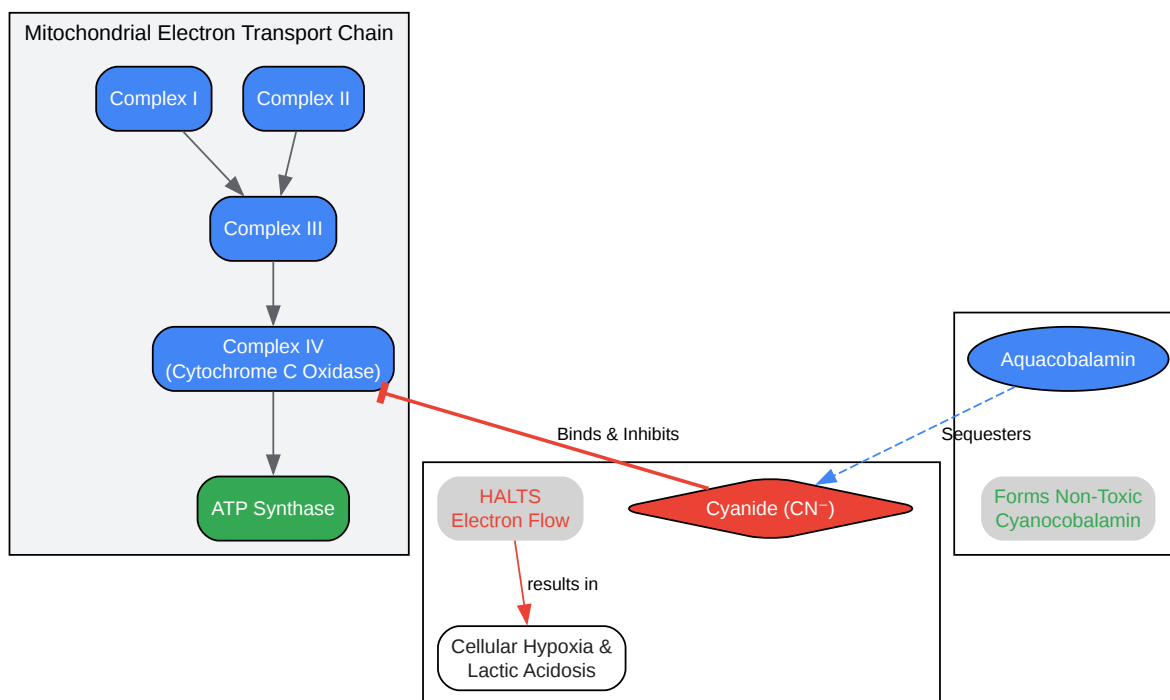 Mitochondrial Electron Transport Chain
Complex I
Complex II
Complex III
Complex IV
(Cytochrome C Oxidase)
ATP Synthase
Binds & Inhibits
HALTS
Electron Flow
Cyanide (CN⁻)
results in
Cellular Hypoxia &
Lactic Acidosis
Aquacobalamin
Sequesters
Forms Non-Toxic
Cyanocobalamin